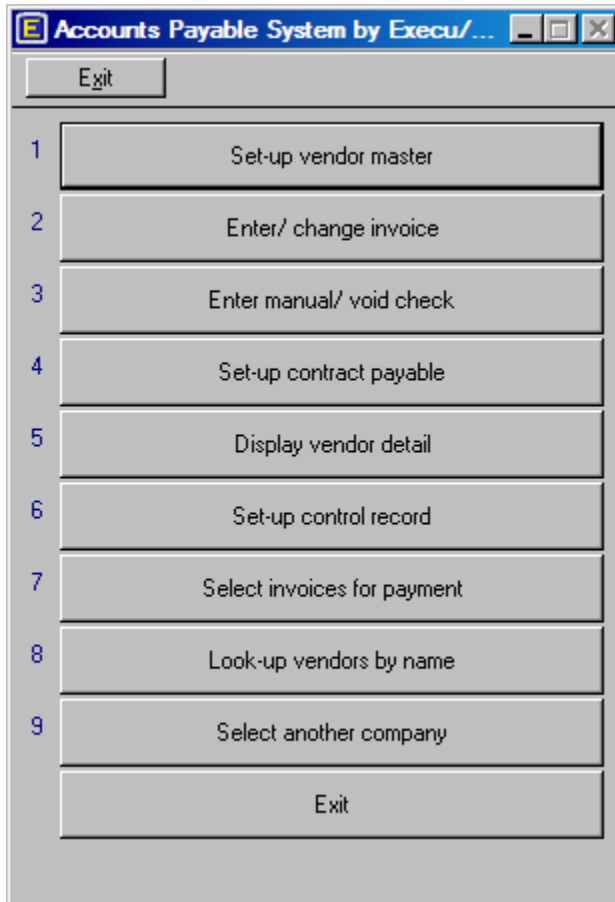 E Accounts Payable System by Execu/...
Exit
1 Set-up vendor master
2 Enter/ change invoice
3 Enter manual/ void check
4 Set-up contract payable
5 Display vendor detail
6 Set-up control record
7 Select invoices for payment
8 Look-up vendors by name
9 Select another company
Exit